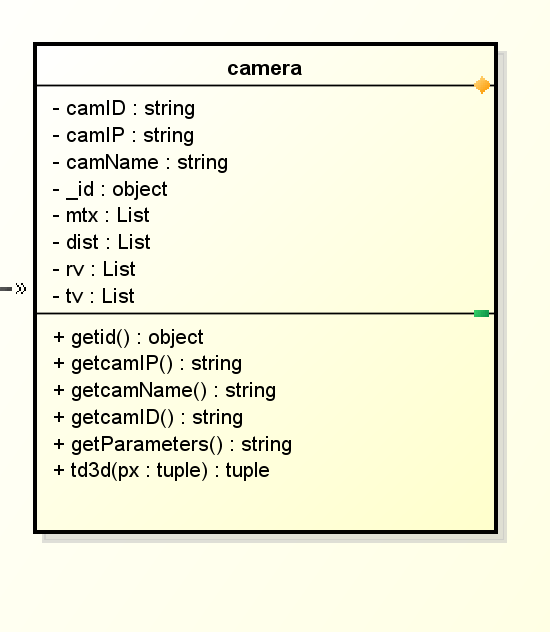 camera
- camID : string
- camIP : string
- camName : string
- _id : object
- mtx : List
- dist : List
- rv : List
- tv : List
+ getid() : object
+ getcamIP() : string
+ getcamName() : string
+ getcamID() : string
+ getParameters() : string
+ td3d(px : tuple) : tuple